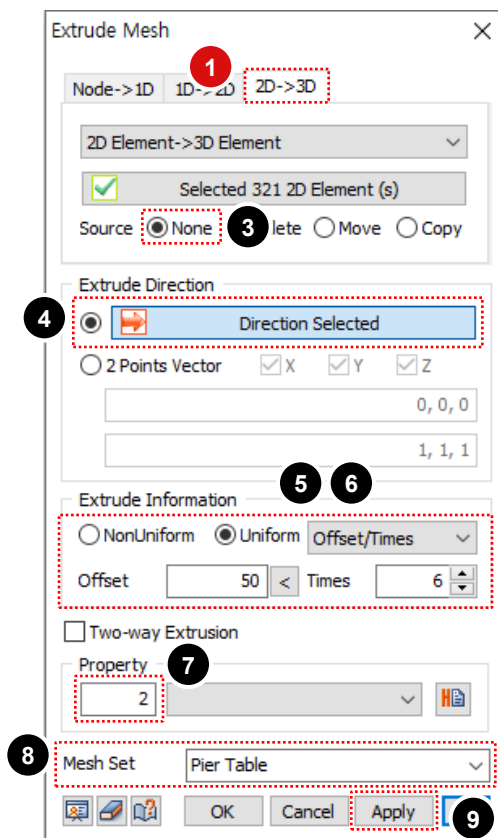 Extrude Mesh
1
Node->1D 1D->2D 2D->3D
2D Element->3D Element
Selected 321 2D Element (s)
Source None 3 lete Move Copy
Extrude Direction
4
Direction Selected
2 Points Vector X Y Z
0, 0, 0
1, 1, 1
5 6
Extrude Information
NonUniform Uniform Offset/Times
Offset 50 < Times 6
Two-way Extrusion
Property 7
2
8
Mesh Set Pier Table
OK Cancel Apply 9